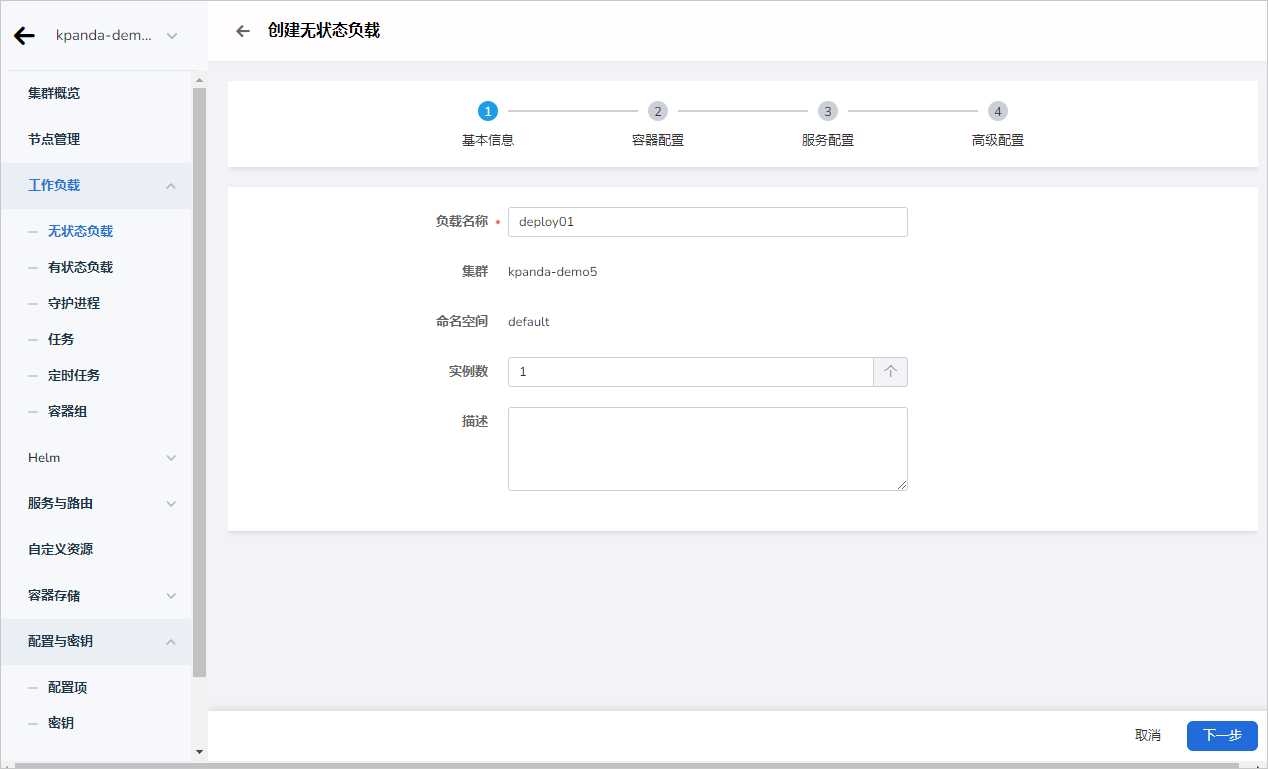 kpanda-dem...
集群概览
节点管理
工作负载
无状态负载
有状态负载
守护进程
任务
定时任务
容器组
Helm
服务与路由
自定义资源
容器存储
配置与密钥
配置项
密钥
创建无状态负载
1 2 3 4
基本信息 容器配置 服务配置 高级配置
负载名称 * deploy01
集群 kpanda-demo5
命名空间 default
实例数 1 个
描述
取消 下一步